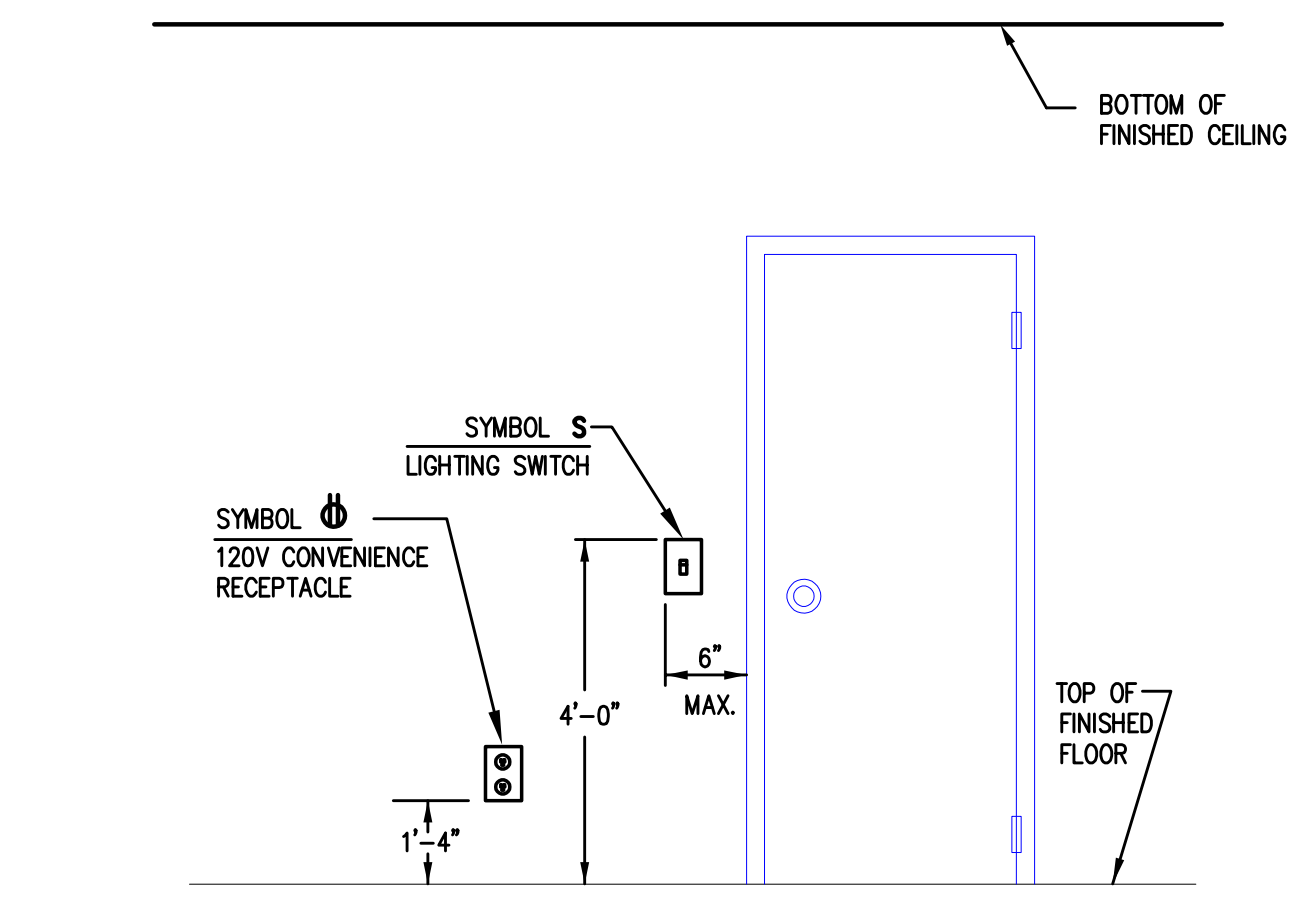 BOTTOM OF
FINISHED CEILING
SYMBOL S
LIGHTING SWITCH
SYMBOL
120V CONVENIENCE
RECEPTACLE
6"
MAX.
4'-0"
TOP OF
FINISHED
FLOOR
1'-4"